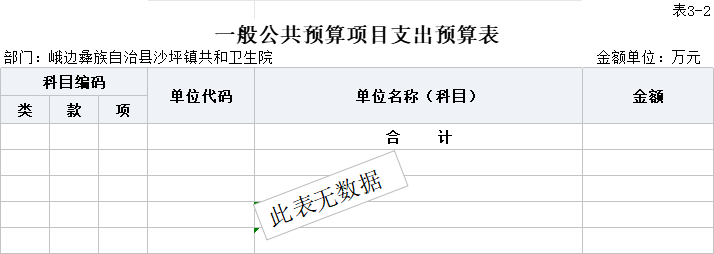 表3-2
一般公共预算项目支出预算表
部门：峨边彝族自治县沙坪镇共和卫生院 金额单位：万元
科目编码 单位代码 单位名称（科目） 金额
类 款 项
合 计
此表无数据